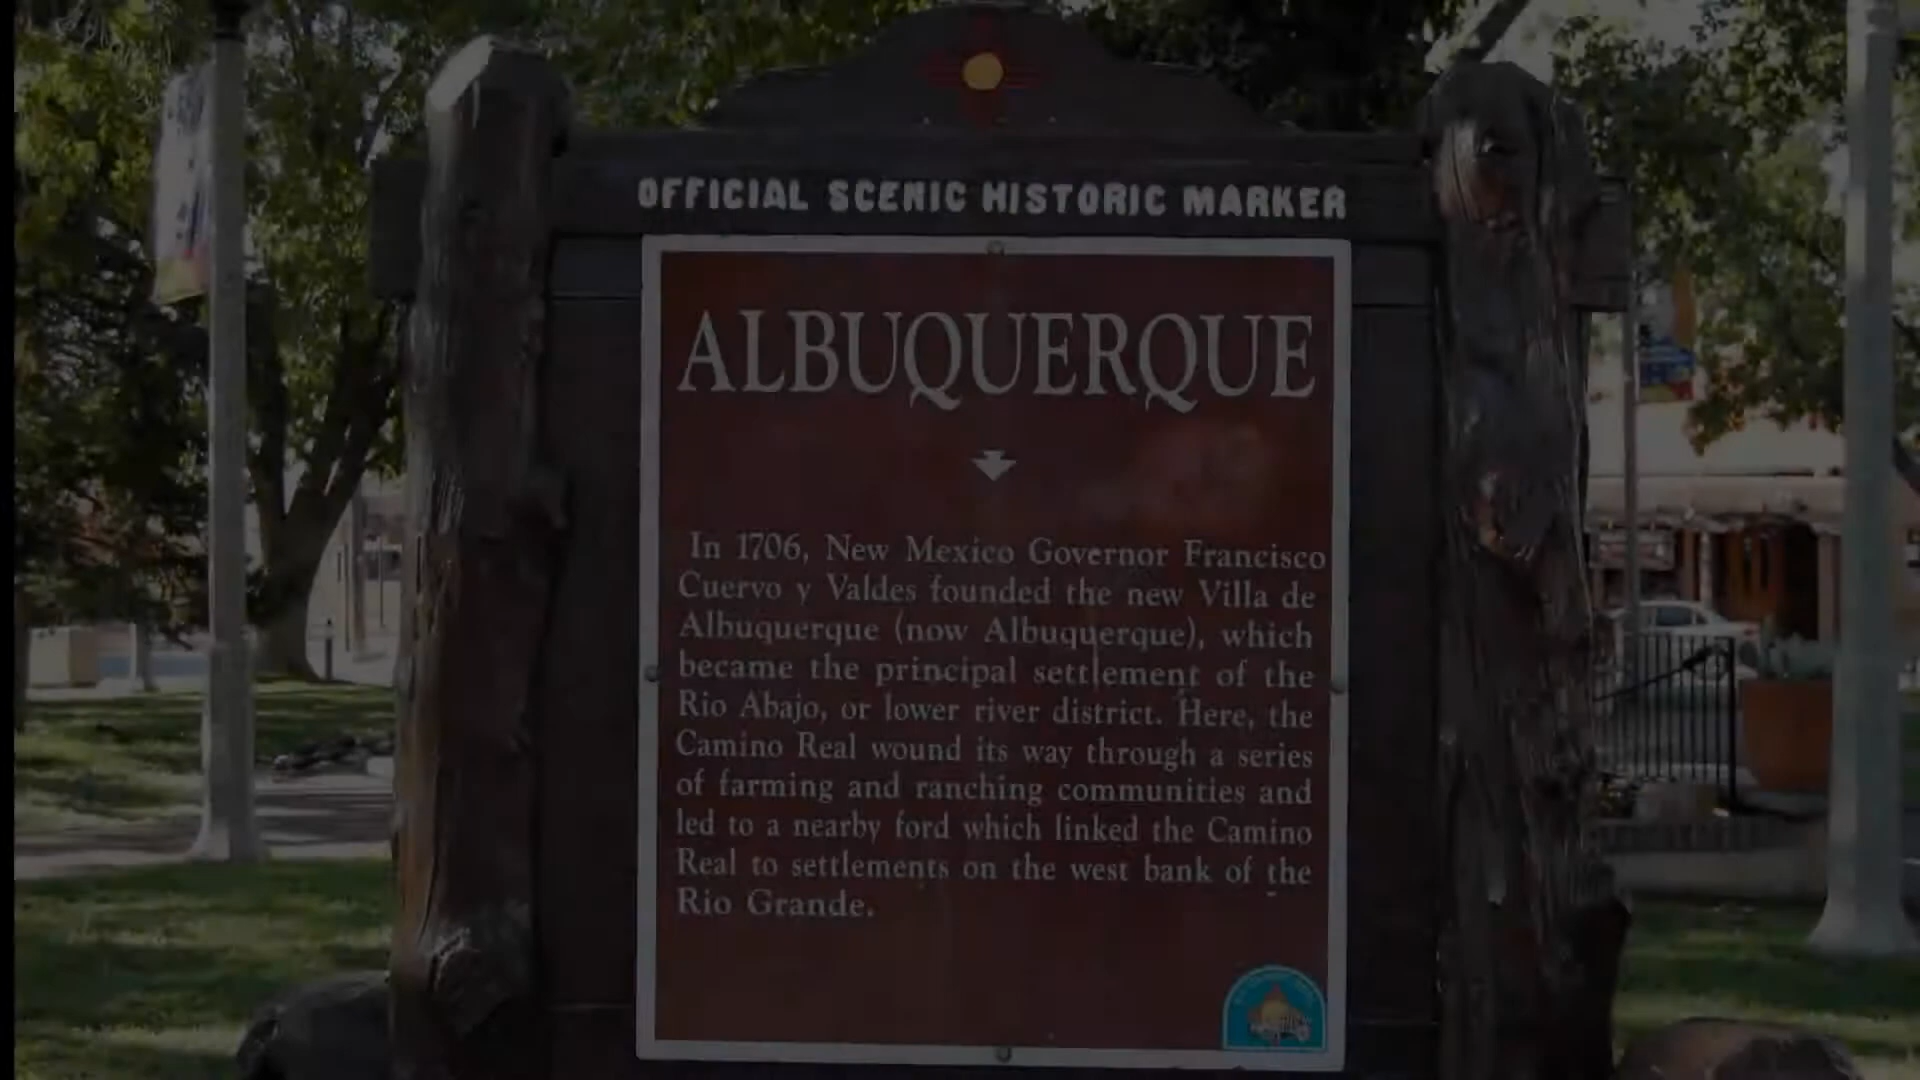 OFFICIAL SCENIC HISTORIC MARKER
ALBUQUERQUE
In 1706, New Mexico Governor Francisco
Cuervo y Valdes founded the new Villa de
Albuquerque (now Albuquerque), which
became the principal settlement of the
Rio Abajo, or lower river district. Here, the
Camino Real wound its way through a series
of farming and ranching communities and
led to a nearby ford which linked the Camino
Real to settlements on the west bank of the
Rio Grande.